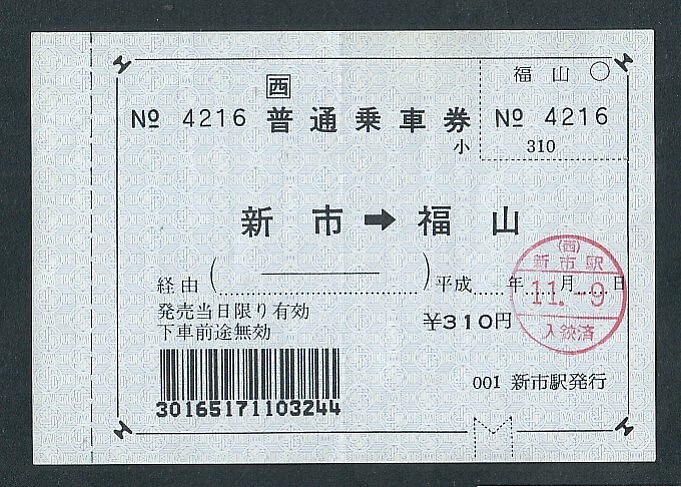 福山○
西
№ 4216 普通乗車券 № 4216
小 310
新市➡福山
経由(────)平成 年 月 日
発売当日限り有効
下車前途無効
¥310円
(西)
新市駅
11.-9
入鋏済
30165171103244
001 新市駅発行